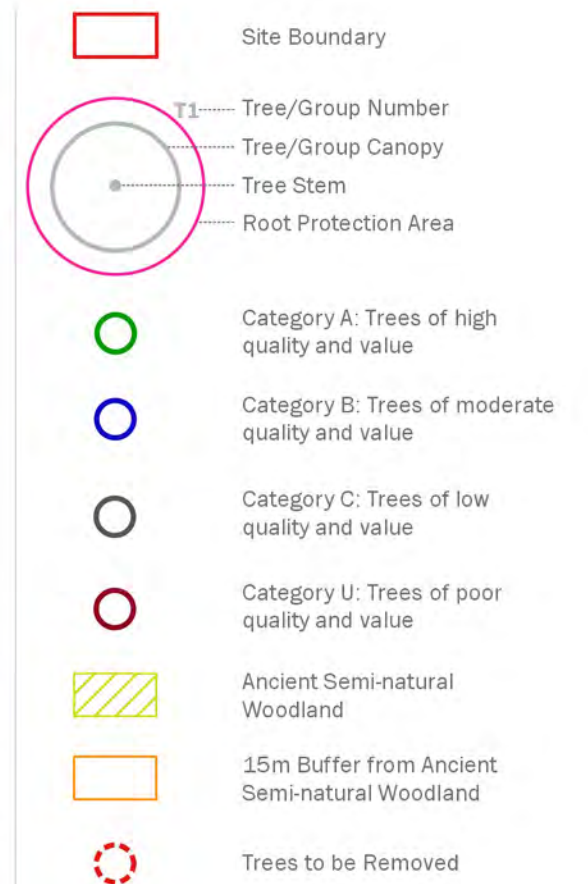 Site Boundary
T1
Tree/Group Number
Tree/Group Canopy
Tree Stem
Root Protection Area
Category A: Trees of high
quality and value
Category B: Trees of moderate
quality and value
Category C: Trees of low
quality and value
Category U: Trees of poor
quality and value
Ancient Semi-natural
Woodland
15m Buffer from Ancient
Semi-natural Woodland
Trees to be Removed